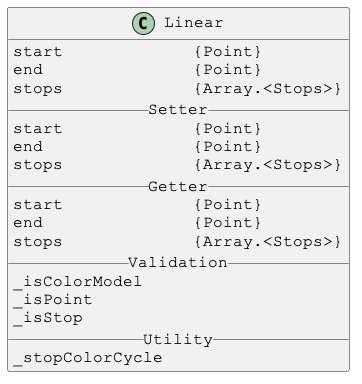 C Linear
start {Point}
end {Point}
stops {Array.<Stops>}
Setter
start {Point}
end {Point}
stops {Array.<Stops>}
Getter
start {Point}
end {Point}
stops {Array.<Stops>}
Validation
_isColorModel
_isPoint
_isStop
Utility
_stopColorCycle